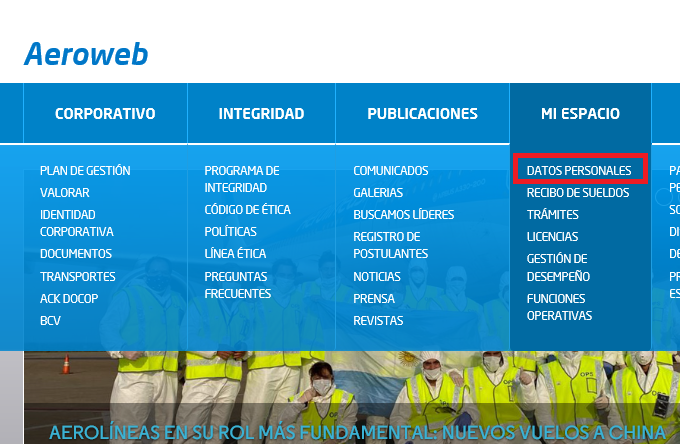 Aeroweb
CORPORATIVO
INTEGRIDAD
PUBLICACIONES
MI ESPACIO
PLAN DE GESTIÓN
VALORAR
IDENTIDAD
CORPORATIVA
DOCUMENTOS
TRANSPORTES
ACK DOCOP
BCV
PROGRAMA DE
INTEGRIDAD
CÓDIGO DE ÉTICA
POLÍTICAS
LÍNEA ÉTICA
PREGUNTAS
FRECUENTES
COMUNICADOS
GALERIAS
BUSCAMOS LÍDERES
REGISTRO DE
POSTULANTES
NOTICIAS
PRENSA
REVISTAS
DATOS PERSONALES
RECIBO DE SUELDOS
TRÁMITES
LICENCIAS
GESTIÓN DE
DESEMPEÑO
FUNCIONES
OPERATIVAS
OPS
OPS
AEROLÍNEAS EN SU ROL MÁS FUNDAMENTAL: NUEVOS VUELOS A CHINA